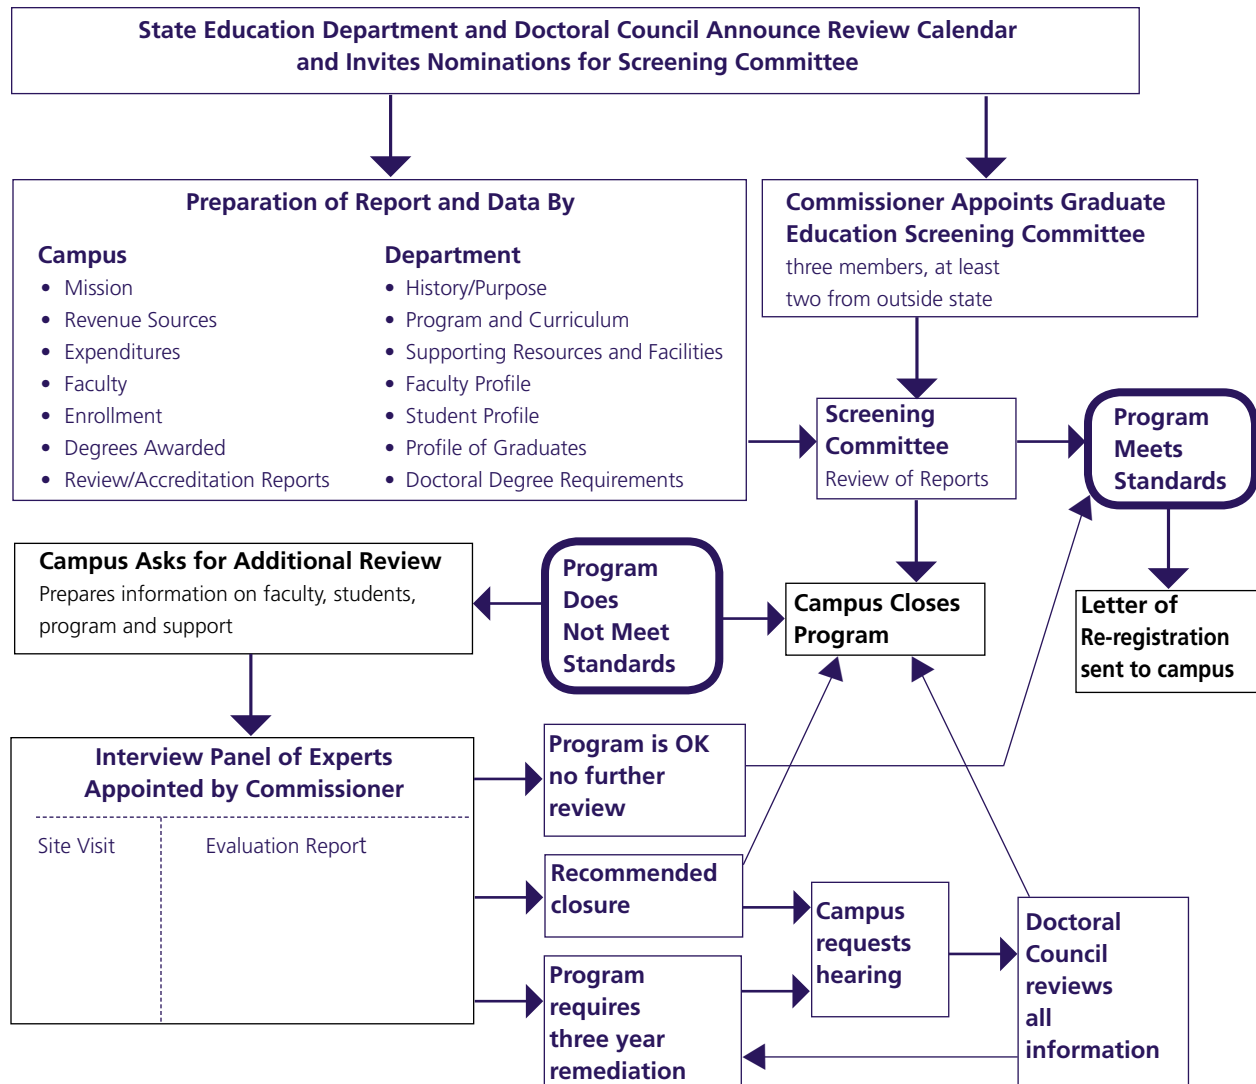 State Education Department and Doctoral Council Announce Review Calendar
and Invites Nominations for Screening Committee
Preparation of Report and Data By
Campus
• Mission
• Revenue Sources
• Expenditures
• Faculty
• Enrollment
• Degrees Awarded
• Review/Accreditation Reports
Department
• History/Purpose
• Program and Curriculum
• Supporting Resources and Facilities
• Faculty Profile
• Student Profile
• Profile of Graduates
• Doctoral Degree Requirements
Commissioner Appoints Graduate
Education Screening Committee
three members, at least
two from outside state
Screening
Committee
Review of Reports
Program
Meets
Standards
Campus Asks for Additional Review
Prepares information on faculty, students,
program and support
Program
Does
Not Meet
Standards
Campus Closes
Program
Letter of
Re-registration
sent to campus
Interview Panel of Experts
Appointed by Commissioner
Site Visit
Evaluation Report
Program is OK
no further
review
Recommended
closure
Program
requires
three year
remediation
Campus
requests
hearing
Doctoral
Council
reviews
all
information